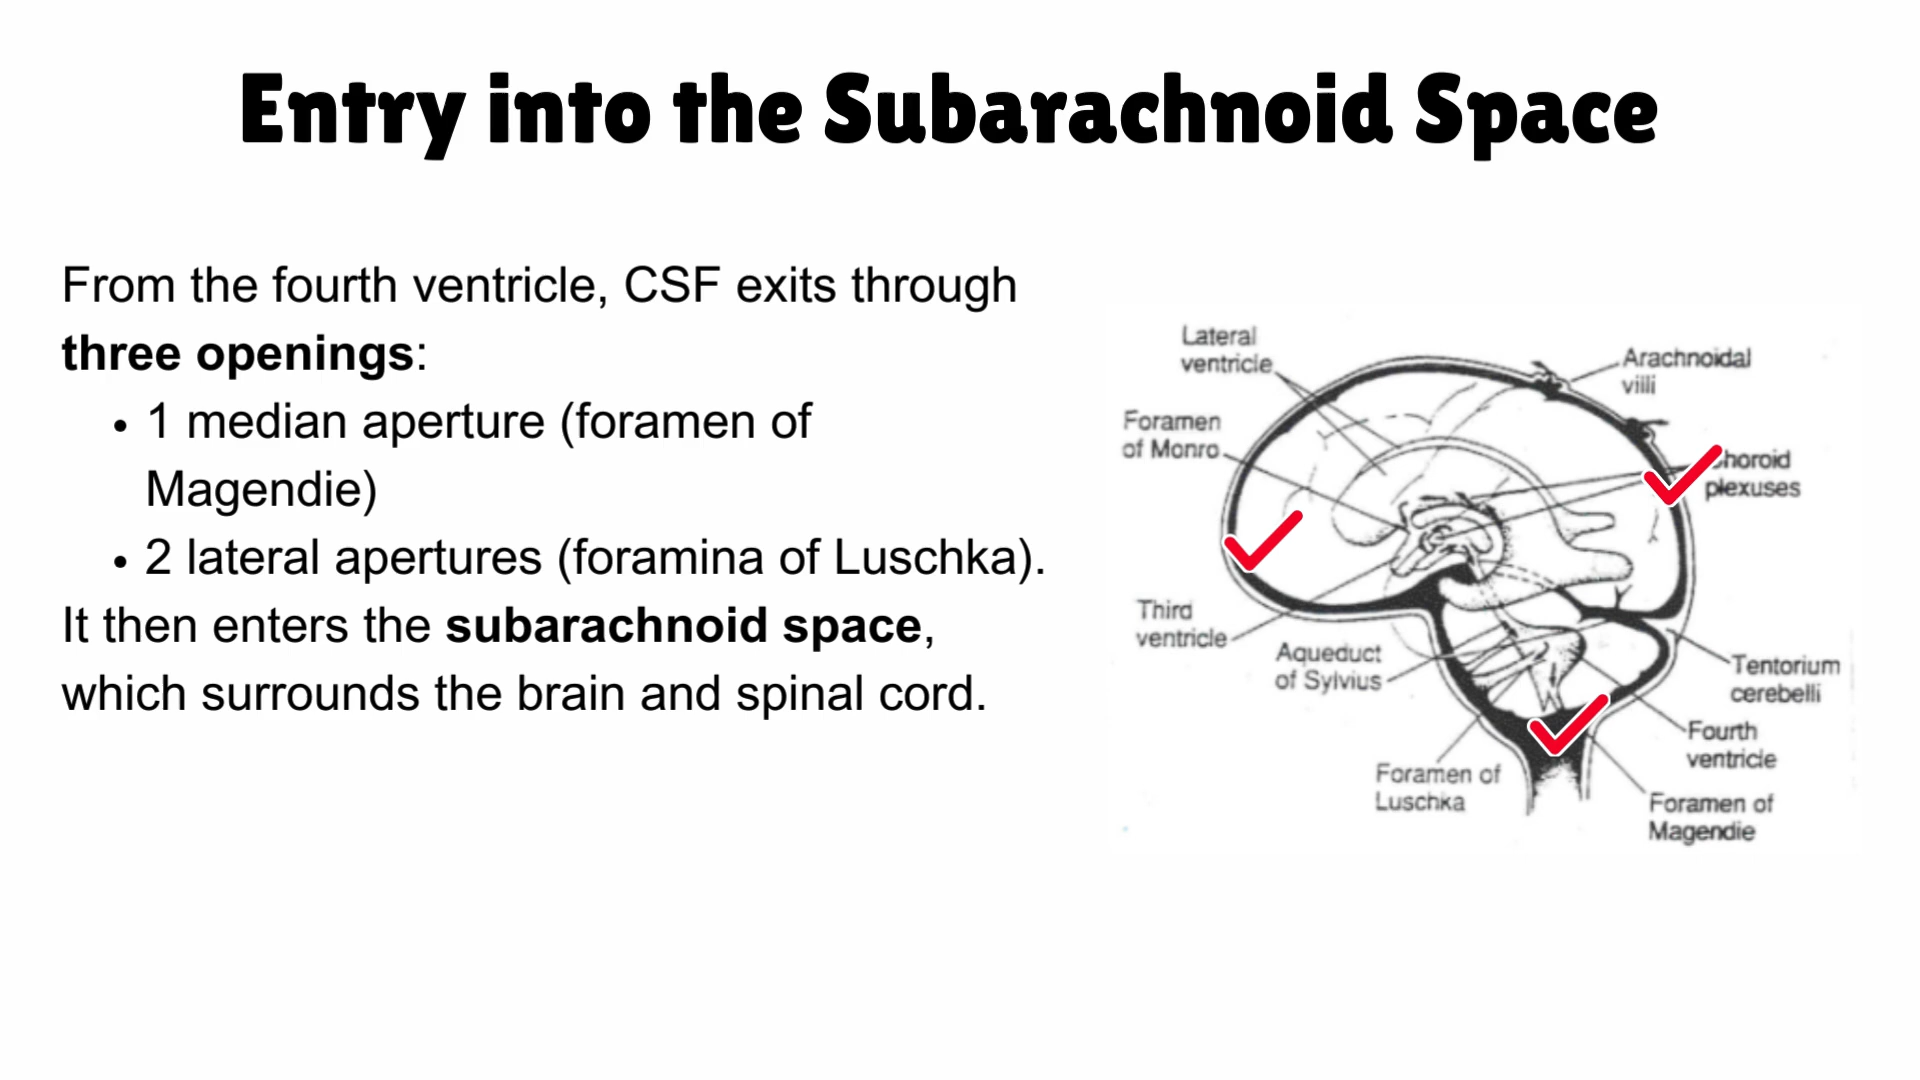 Entry into the Subarachnoid Space
From the fourth ventricle, CSF exits through
three openings:
• 1 median aperture (foramen of
Magendie)
• 2 lateral apertures (foramina of Luschka).
It then enters the subarachnoid space,
which surrounds the brain and spinal cord.
Lateral
ventricle
Arachnoidal
villi
Foramen
of Monro
horoid
plexuses
Third
ventricle
Aqueduct
of Sylvius
Tentorium
cerebelli
Fourth
ventricle
Foramen of
Luschka
Foramen of
Magendie